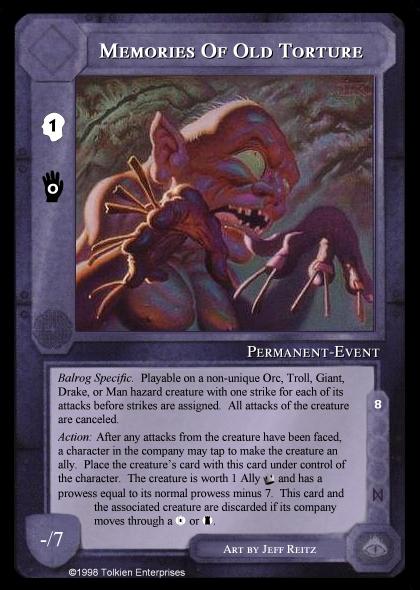 MEMORIES OF OLD TORTURE
1
0
PERMANENT-EVENT
Balrog Specific. Playable on a non-unique Orc, Troll, Giant,
Drake, or Man hazard creature with one strike for each of its
attacks before strikes are assigned. All attacks of the creature
are canceled.
Action: After any attacks from the creature have been faced,
a character in the company may tap to make the creature an
ally. Place the creature's card with this card under control of
the character. The creature is worth 1 Ally and has a
prowess equal to its normal prowess minus 7. This card and
the associated creature are discarded if its company
moves through a or .
8
-/7
ART BY JEFF REITZ
©1998 Tolkien Enterprises